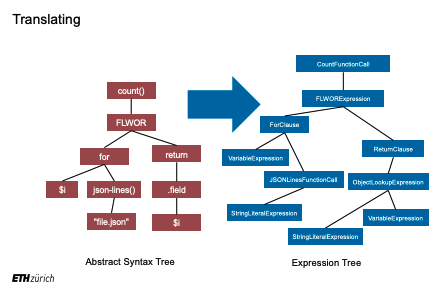 Translating
count()
FLWOR
for
return
$i
json-lines()
.field
"file.json"
$i
Abstract Syntax Tree
CountFunctionCall
FLWORExpression
ForClause
ReturnClause
VariableExpression
JSONLinesFunctionCall
ObjectLookupExpression
StringLiteralExpression
VariableExpression
StringLiteralExpression
Expression Tree
ETHzürich